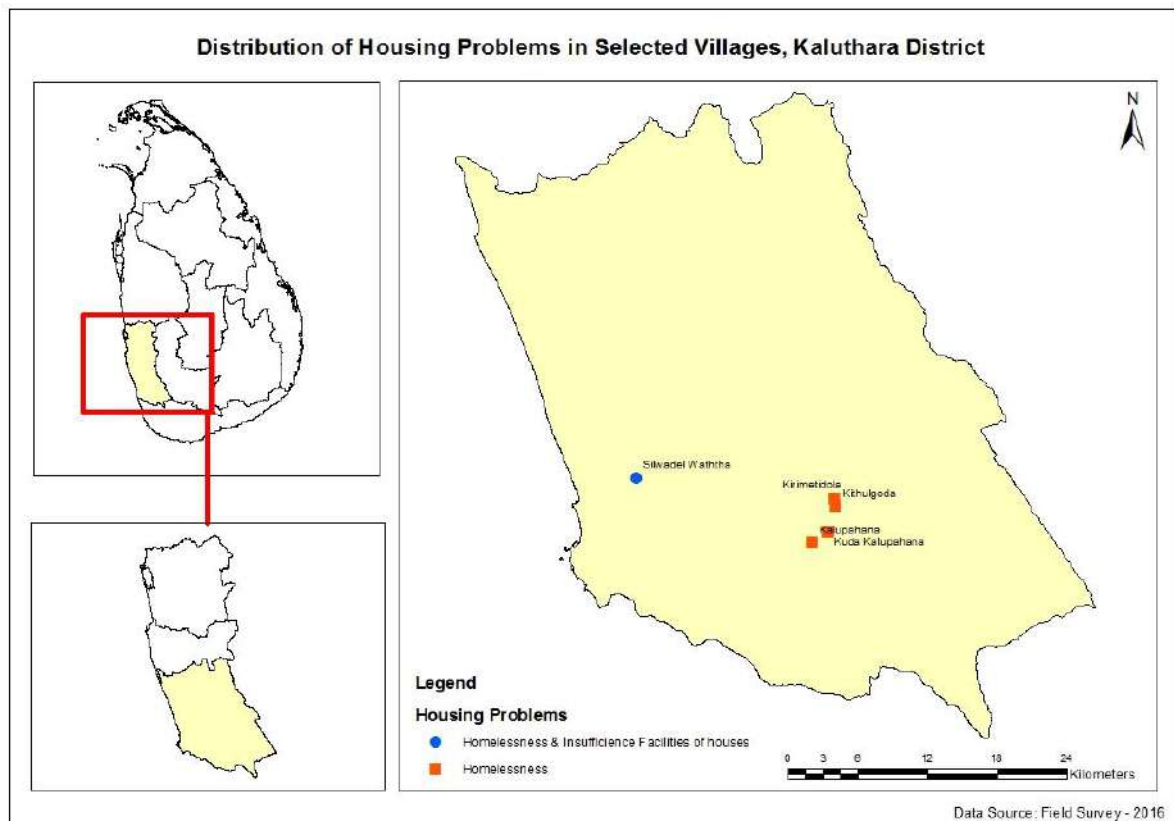 Distribution of Housing Problems in Selected Villages, Kaluthara District
N
Silwadel Waththa
Kirimetidola
Kithulgoda
Kalupahana
Kuda Kalupahana
Legend
Housing Problems
Homelessness & Insufficience Facilities of houses
Homelessness
0 3 6 12 18 24
Kilometers
Data Source: Field Survey - 2016